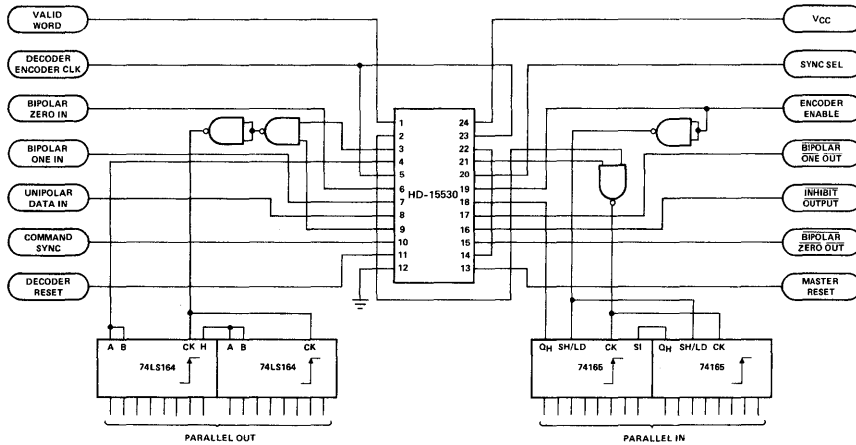 VALID
WORD
DECODER
ENCODER CLK
BIPOLAR
ZERO IN
BIPOLAR
ONE IN
UNIPOLAR
DATA IN
COMMAND
SYNC
DECODER
RESET
1
2
3
4
5
6
7
8
9
10
11
12
HD-15530
24
23
22
21
20
19
18
17
16
15
14
13
VCC
SYNC SEL
ENCODER
ENABLE
BIPOLAR
ONE OUT
INHIBIT
OUTPUT
BIPOLAR
ZERO OUT
MASTER
RESET
A B CK H A B CK
74LS164 74LS164
PARALLEL OUT
QH SH/LD CK SI QH SH/LD CK
74165 74165
PARALLEL IN